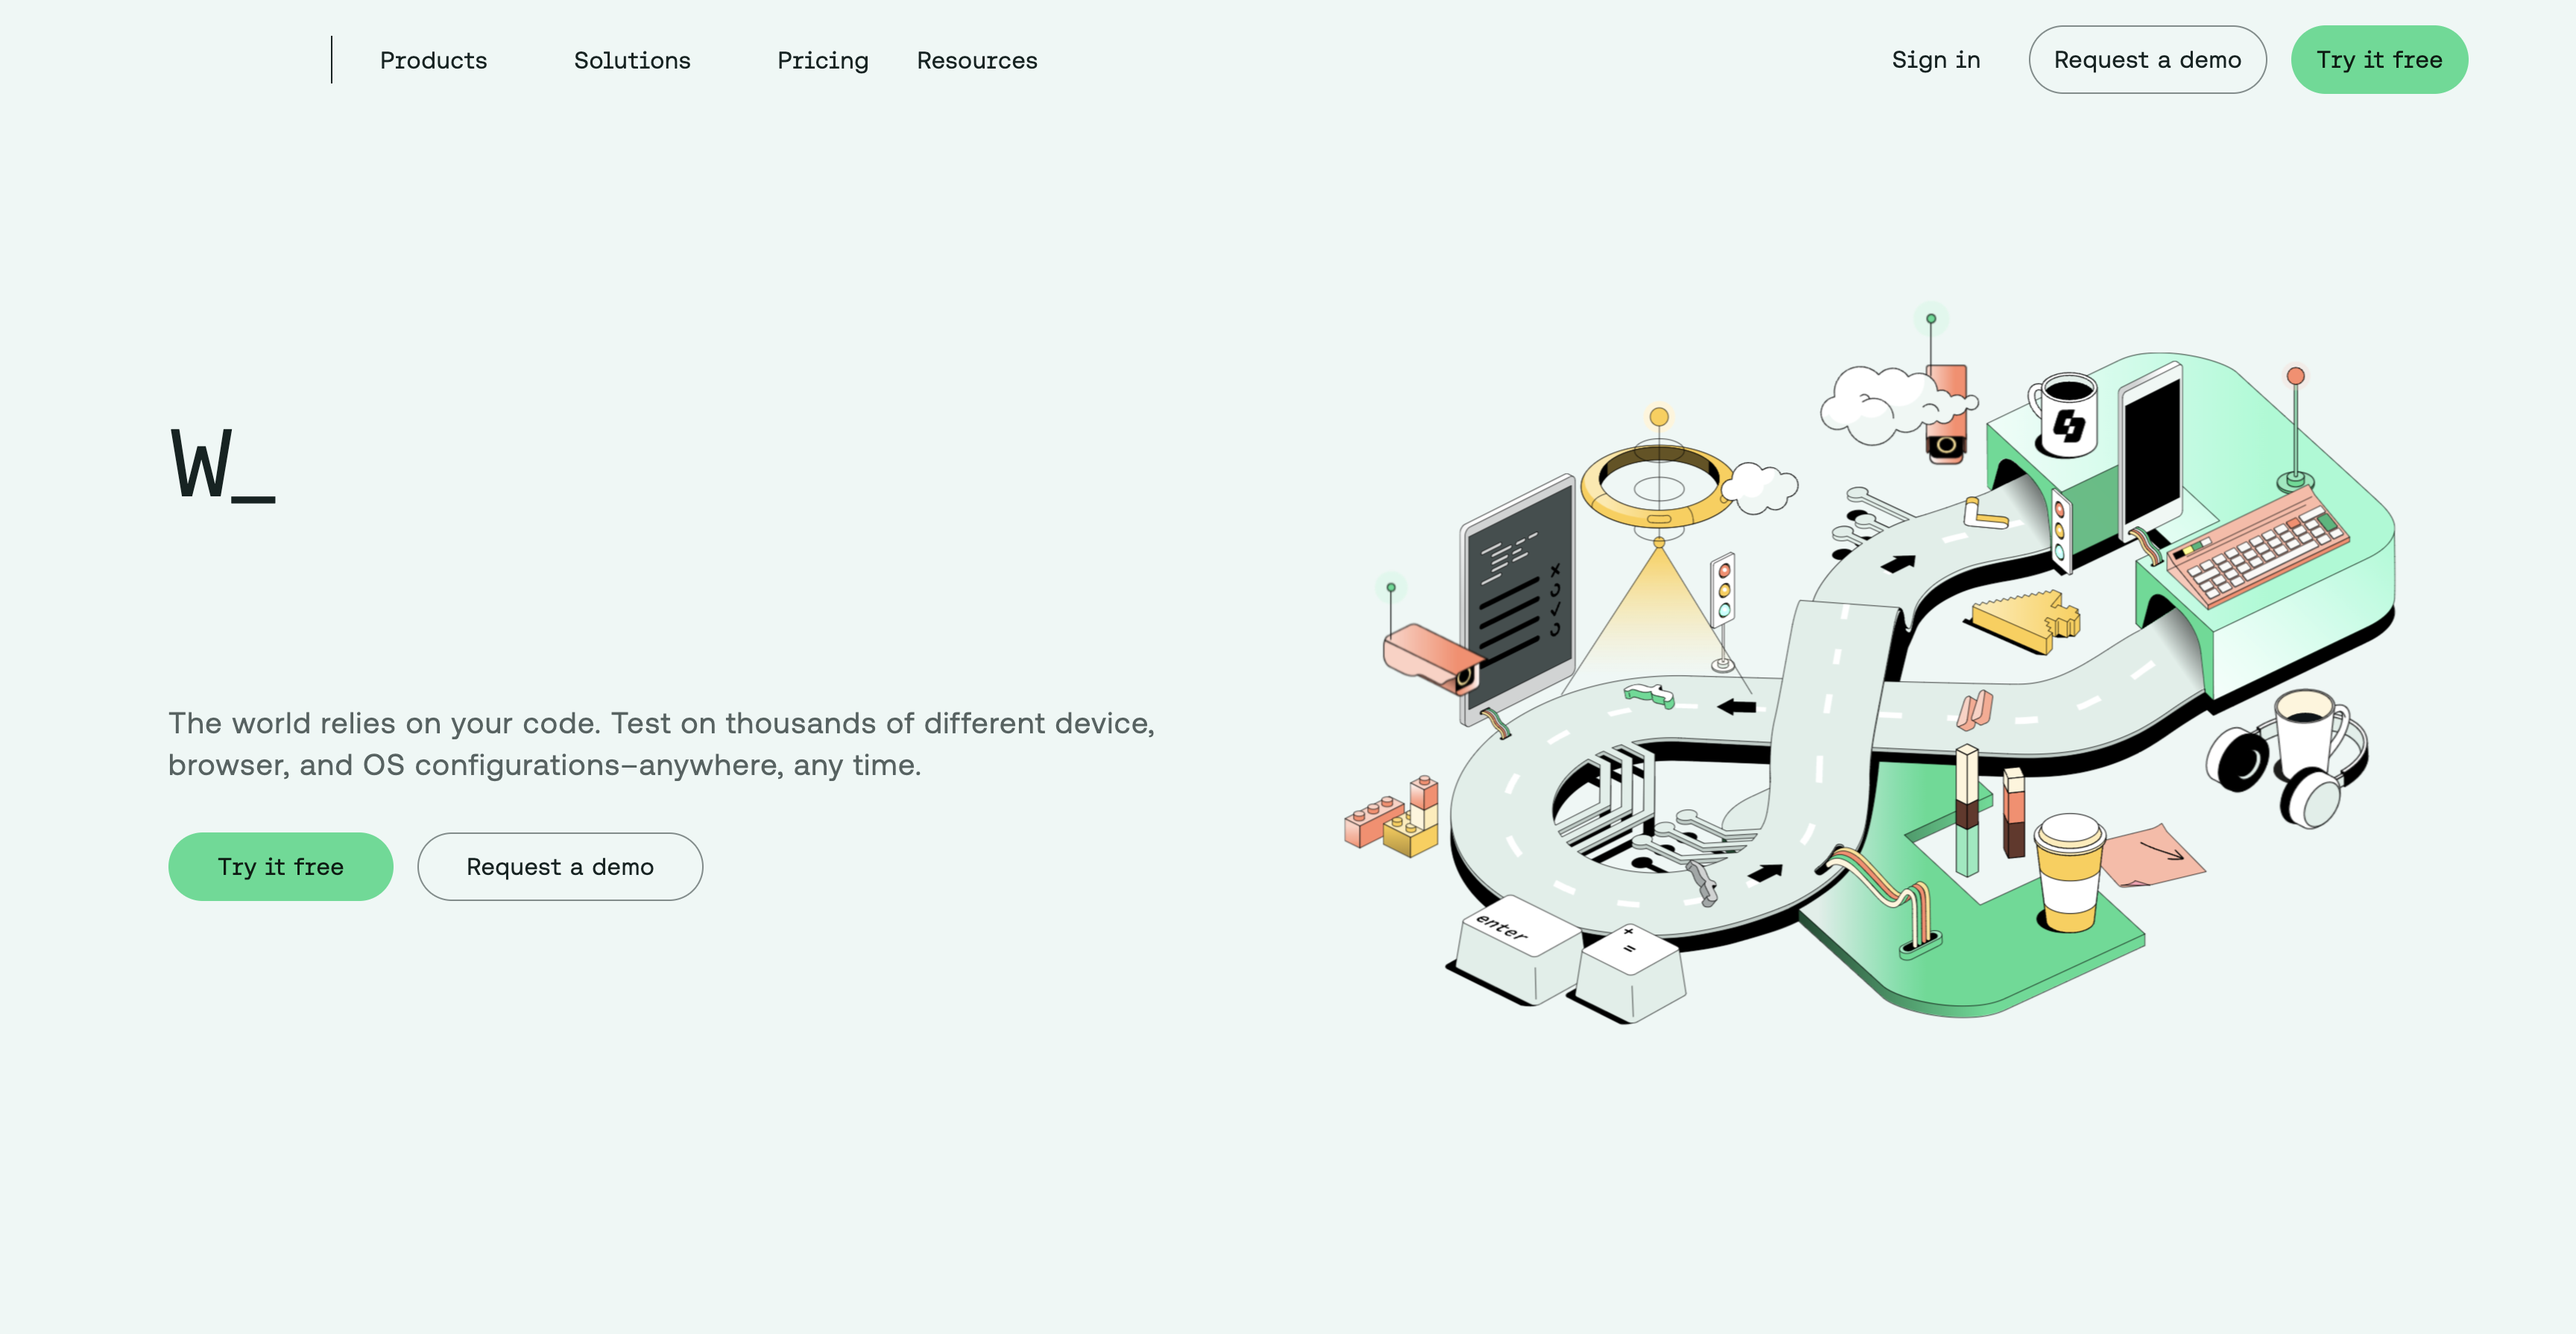 Products Solutions Pricing Resources Sign in Request a demo Try it free
W_
The world relies on your code. Test on thousands of different device,
browser, and OS configurations–anywhere, any time.
Try it free Request a demo
enter
+
=